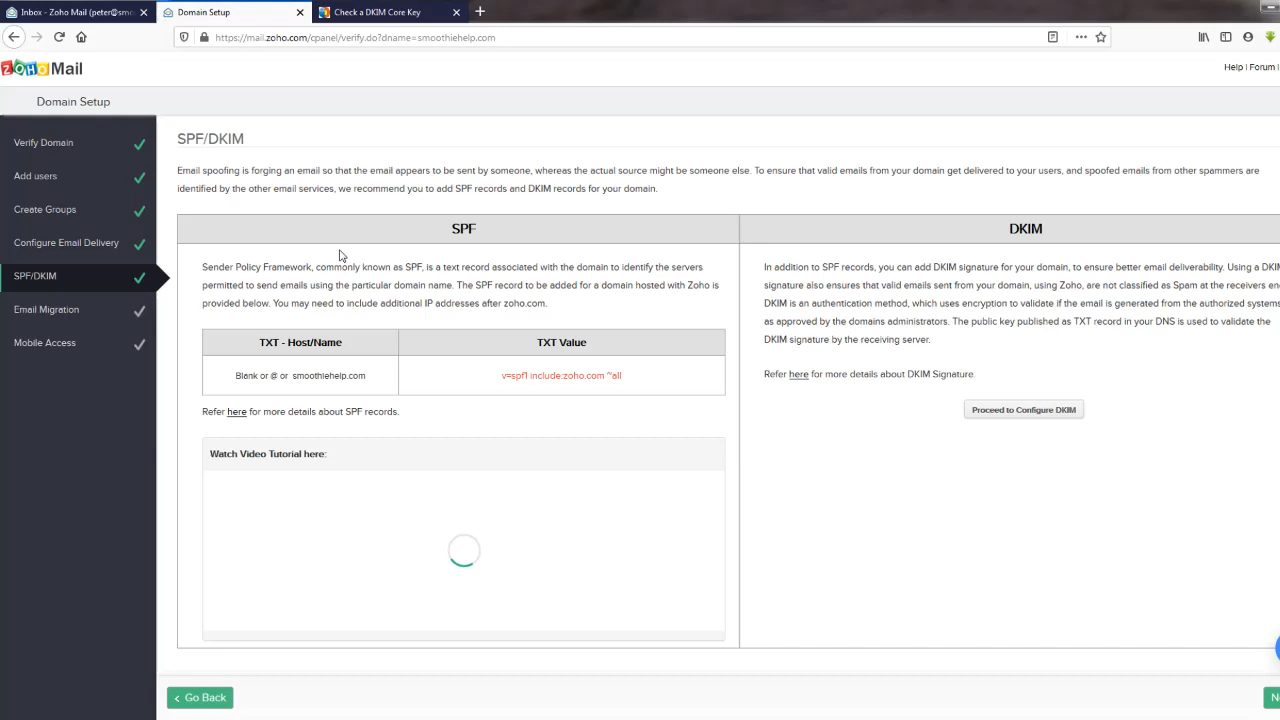 Inbox - Zoho Mail (peter@smo
Domain Setup
Check a DKIM Core Key
https://mail.zoho.com/cpanel/verify.do?dname=smoothiehelp.com
ZOHO Mail
Help | Forum |
Domain Setup
Verify Domain
Add users
Create Groups
Configure Email Delivery
SPF/DKIM
Email Migration
Mobile Access
SPF/DKIM
Email spoofing is forging an email so that the email appears to be sent by someone, whereas the actual source might be someone else. To ensure that valid emails from your domain get delivered to your users, and spoofed emails from other spammers are
identified by the other email services, we recommend you to add SPF records and DKIM records for your domain.
SPF
Sender Policy Framework, commonly known as SPF, is a text record associated with the domain to identify the servers
permitted to send emails using the particular domain name. The SPF record to be added for a domain hosted with Zoho is
provided below. You may need to include additional IP addresses after zoho.com.
TXT - Host/Name
TXT Value
Blank or @ or smoothiehelp.com
v=spf1 include:zoho.com ~all
Refer here for more details about SPF records.
Watch Video Tutorial here:
DKIM
In addition to SPF records, you can add DKIM signature for your domain, to ensure better email deliverability. Using a DKIM
signature also ensures that valid emails sent from your domain, using Zoho, are not classified as Spam at the receivers en
DKIM is an authentication method, which uses encryption to validate if the email is generated from the authorized systems
as approved by the domains administrators. The public key published as TXT record in your DNS is used to validate the
DKIM signature by the receiving server.
Refer here for more details about DKIM Signature.
Proceed to Configure DKIM
Go Back
N